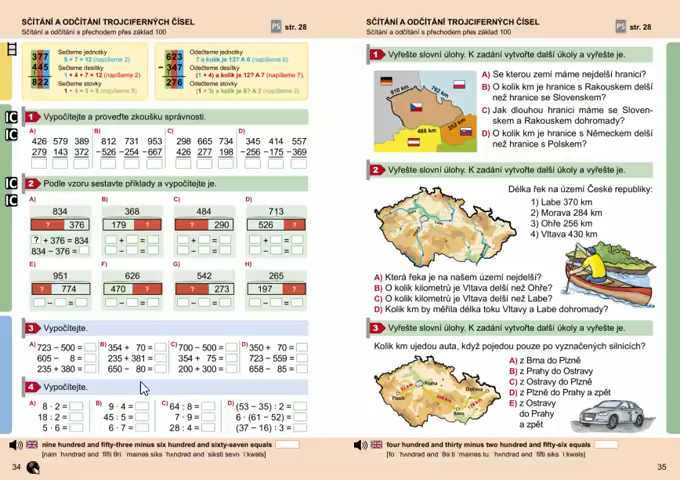 SČÍTÁNÍ A ODČÍTÁNÍ TROJCIFERNÝCH ČÍSEL
Sčítání a odčítání s přechodem přes základ 100
PS str. 28
377
445
822
Sečteme jednotky
5 + 7 = 12 (napíšeme 2)
Sečteme desítky
1 + 4 + 7 = 12 (napíšeme 2)
Sečteme stovky
1 + 4 + 3 = 8 (napíšeme 8)
623
− 347
276
Odečteme jednotky
7 a kolik je 13? A 6 (napíšeme 6).
Odečteme desítky
(1 + 4) a kolik je 12? A 7 (napíšeme 7).
Odečteme stovky
(1 + 3) a kolik je 6? A 2 (napíšeme 2).
1 Vypočítejte a proveďte zkoušku správnosti.
A) B) C) D)
426 579 389 812 731 953 298 665 734 345 414 557
279 143 372 −526 −254 −667 426 277 198 −256 −175 −369
2 Podle vzoru sestavte příklady a vypočítejte je.
A) B) C) D)
834 368 484 713
? 376 179 ? ? 290 526 ?
? + 376 = 834 + = + = + =
834 − 376 = − = − = − =
E) F) G) H)
951 626 542 265
? 774 470 ? ? 273 197 ?
− = − = − = − =
3 Vypočítejte.
A) 723 − 500 = B) 354 + 70 = C) 700 − 500 = D) 350 + 70 =
605 − 8 = 235 + 381 = 354 + 75 = 723 − 559 =
235 + 380 = 650 − 80 = 200 + 300 = 658 − 85 =
4 Vypočítejte.
A) 8 · 2 = B) 9 · 4 = C) 64 : 8 = D) (53 − 35) : 2 =
18 : 2 = 45 : 5 = 7 · 9 = 6 · (61 − 52) =
5 · 6 = 6 · 7 = 28 : 4 = (37 − 16) : 3 =
nine hundred and fifty-three minus six hundred and sixty-seven equals
34
SČÍTÁNÍ A ODČÍTÁNÍ TROJCIFERNÝCH ČÍSEL
Sčítání a odčítání s přechodem přes základ 100
PS str. 28
1 Vyřešte slovní úlohy. K zadání vytvořte další úkoly a vyřešte je.
810 km
762 km
466 km
252 km
A) Se kterou zemí máme nejdelší hranici?
B) O kolik km je hranice s Rakouskem delší
než hranice se Slovenskem?
C) Jak dlouhou hranici máme se Sloven-
skem a Rakouskem dohromady?
D) O kolik km je hranice s Německem delší
než hranice s Polskem?
2 Vyřešte slovní úlohy. K zadání vytvořte další úkoly a vyřešte je.
Délka řek na území České republiky:
1) Labe 370 km
2) Morava 284 km
3) Ohře 256 km
4) Vltava 430 km
A) Která řeka je na našem území nejdelší?
B) O kolik kilometrů je Vltava delší než Ohře?
C) O kolik kilometrů je Vltava delší než Labe?
D) Kolik km by měřila délka toku Vltavy a Labe dohromady?
3 Vyřešte slovní úlohy. K zadání vytvořte další úkoly a vyřešte je.
Kolik km ujedou auta, když pojedou pouze po vyznačených silnicích?
Praha
Plzeň
Ostrava
Brno
A) z Brna do Plzně
B) z Prahy do Ostravy
C) z Ostravy do Plzně
D) z Plzně do Prahy a zpět
E) z Ostravy
do Prahy
a zpět
four hundred and thirty minus two hundred and fifty-six equals
35